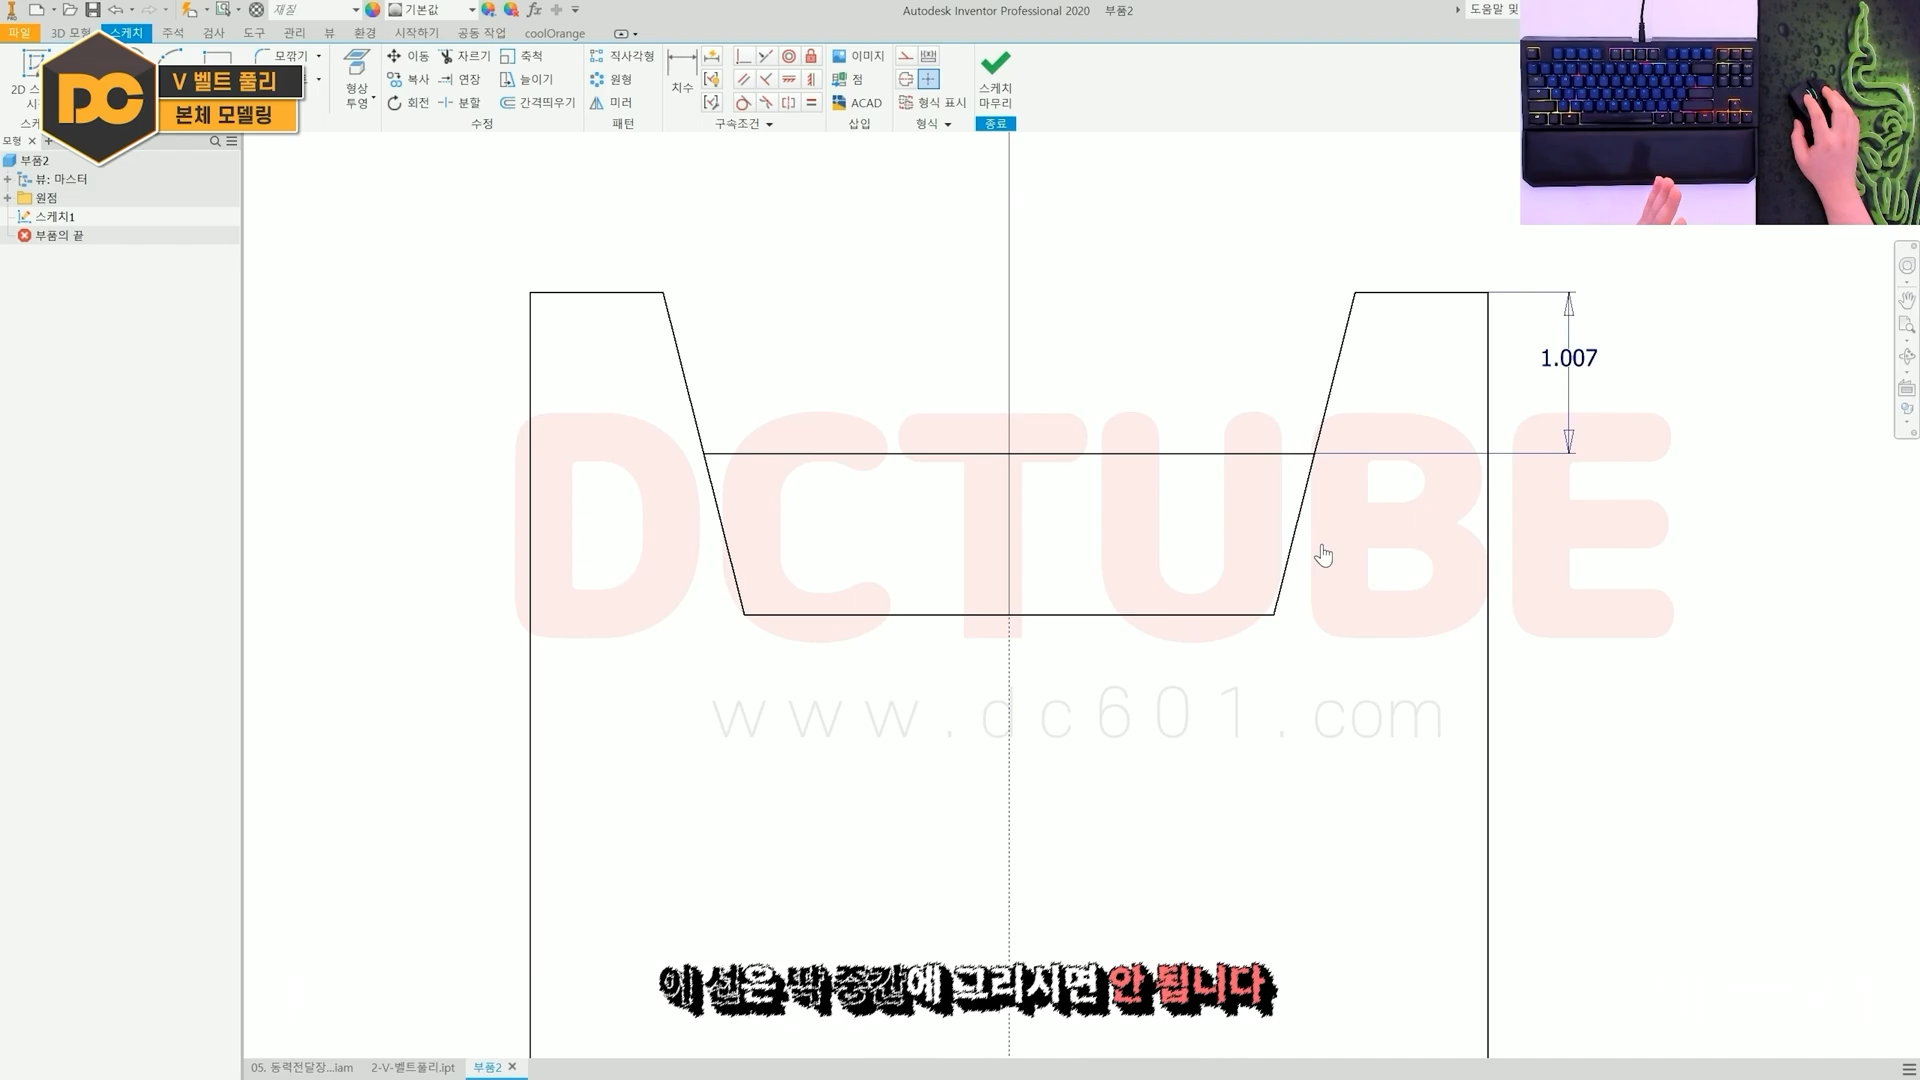 재질
기본값
Autodesk Inventor Professional 2020 부품2
도움말 및
파일 3D 모형 스케치 주석 검사 도구 관리 뷰 환경 시작하기 공동 작업 coolOrange
DC
V 벨트 풀리
본체 모델링
모깎기
형상
투영
이동 자르기 축척
복사 연장 늘이기
회전 분할 간격띄우기
수정
직사각형
원형
미러
패턴
치수
구속조건
이미지
점
ACAD
삽입
형식 표시
형식
스케치
마무리
종료
모형
부품2
뷰: 마스터
원점
스케치1
부품의 끝
1.007
DCTUBE
www.dc601.com
이 선은 딱 중간에 그리시면 안 됩니다
05. 동력전달장...iam 2-V-벨트풀리.ipt 부품2